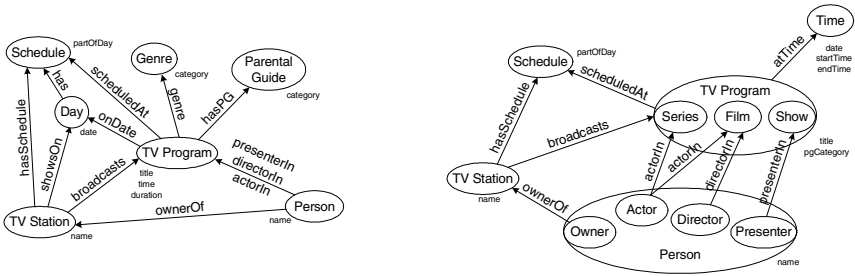 Schedule
partOfDay
Genre
category
Parental
Guide
category
has
scheduledAt
genre
hasPG
Day
date
onDate
hasSchedule
showsOn
broadcasts
TV Program
title
time
duration
presenterIn
directorIn
actorIn
TV Station
name
ownerOf
Person
name
Time
date
startTime
endTime
atTime
Schedule
partOfDay
scheduledAt
TV Program
Series
Film
Show
title
pgCategory
hasSchedule
broadcasts
TV Station
name
ownerOf
actorIn
actorIn
directorIn
presenterIn
Owner
Actor
Director
Presenter
Person
name